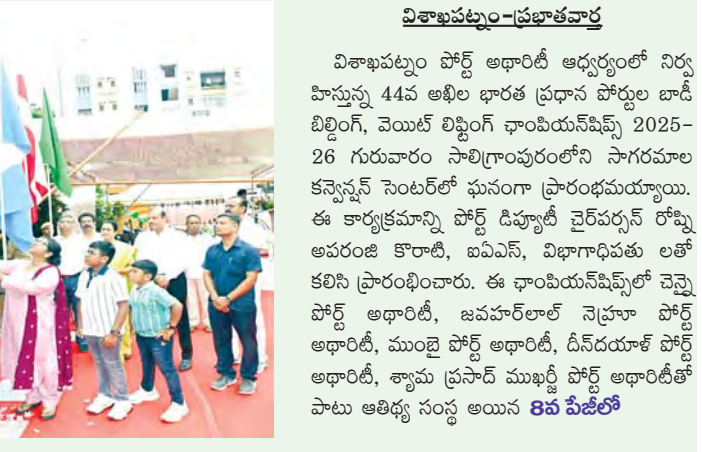 విశాఖపట్నం-ప్రభాతవార్త
విశాఖపట్నం పోర్ట్ అథారిటీ ఆధ్వర్యంలో నిర్వ
హిస్తున్న 44వ అఖిల భారత ప్రధాన పోర్టుల బాడీ
బిల్డింగ్, వెయిట్ లిఫ్టింగ్ ఛాంపియన్‌షిప్స్ 2025-
26 గురువారం సాలిగ్రాంపురంలోని సాగరమాల
కన్వెన్షన్ సెంటర్‌లో ఘనంగా ప్రారంభమయ్యాయి.
ఈ కార్యక్రమాన్ని పోర్ట్ డిప్యూటీ చైర్‌పర్సన్ రోష్ని
అపరంజి కొరాటి, ఐఏఎస్, విభాగాధిపతు లతో
కలిసి ప్రారంభించారు. ఈ ఛాంపియన్‌షిప్స్‌లో చెన్నై
పోర్ట్ అథారిటీ, జవహర్‌లాల్ నెహ్రూ పోర్ట్
అథారిటీ, ముంబై పోర్ట్ అథారిటీ, దీన్‌దయాళ్ పోర్ట్
అథారిటీ, శ్యామ ప్రసాద్ ముఖర్జీ పోర్ట్ అథారిటీతో
పాటు ఆతిథ్య సంస్థ అయిన 8వ పేజీలో